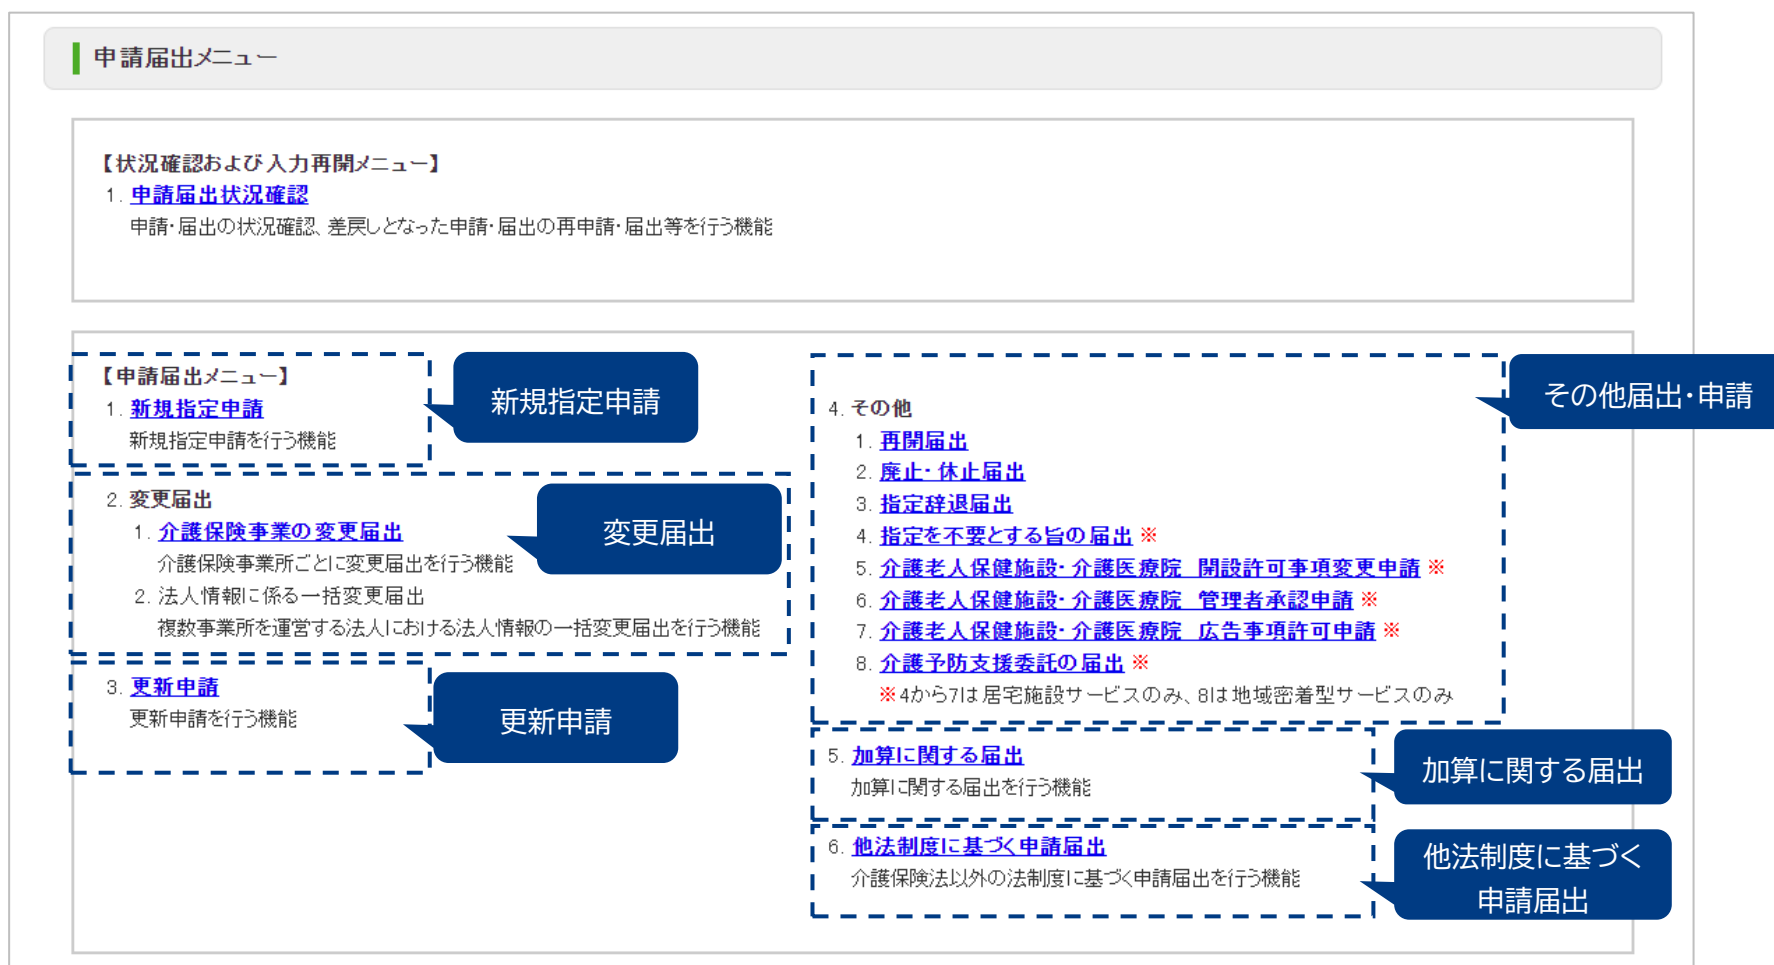 申請届出メニュー
【状況確認および入力再開メニュー】
1. 申請届出状況確認
申請・届出の状況確認、差戻しとなった申請・届出の再申請・届出等を行う機能
【申請届出メニュー】
1. 新規指定申請
新規指定申請を行う機能
新規指定申請
2. 変更届出
1. 介護保険事業の変更届出
介護保険事業所ごとに変更届出を行う機能
2. 法人情報に係る一括変更届出
複数事業所を運営する法人における法人情報の一括変更届出を行う機能
変更届出
3. 更新申請
更新申請を行う機能
更新申請
4. その他
1. 再開届出
2. 廃止・休止届出
3. 指定辞退届出
4. 指定を不要とする旨の届出 ※
5. 介護老人保健施設・介護医療院 開設許可事項変更申請 ※
6. 介護老人保健施設・介護医療院 管理者承認申請 ※
7. 介護老人保健施設・介護医療院 広告事項許可申請 ※
8. 介護予防支援委託の届出 ※
※4から7は居宅施設サービスのみ、8は地域密着型サービスのみ
その他届出・申請
5. 加算に関する届出
加算に関する届出を行う機能
加算に関する届出
6. 他法制度に基づく申請届出
介護保険法以外の法制度に基づく申請届出を行う機能
他法制度に基づく
申請届出